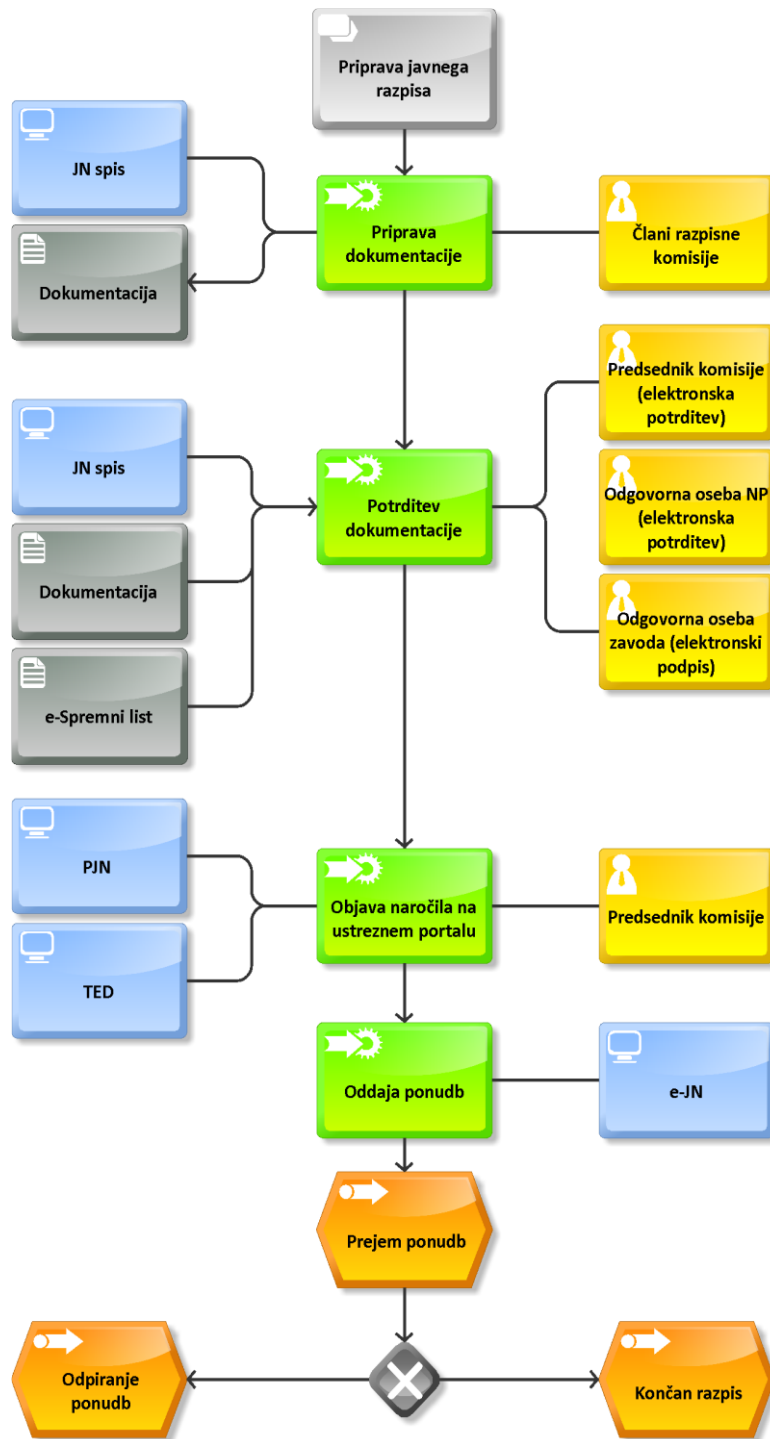 Priprava javnega
razpisa
JN spis
Priprava
dokumentacije
Člani razpisne
komisije
Dokumentacija
Predsednik komisije
(elektronska
potrditev)
JN spis
Potrditev
dokumentacije
Odgovorna oseba NP
(elektronska
potrditev)
Dokumentacija
Odgovorna oseba
zavoda (elektronski
podpis)
e-Spremni list
PJN
Objava naročila na
ustreznem portalu
Predsednik komisije
TED
Oddaja ponudb
e-JN
Prejem ponudb
Odpiranje
ponudb
Končan razpis